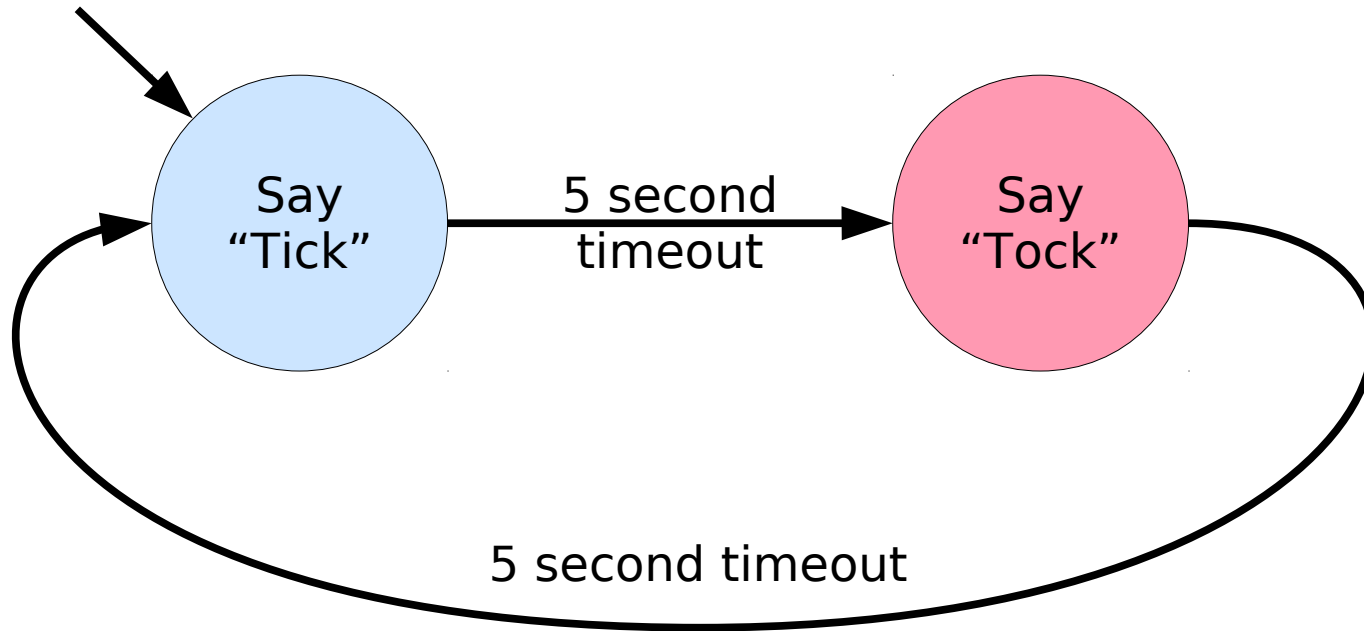 Say
“Tick”
5 second
timeout
Say
“Tock”
5 second timeout